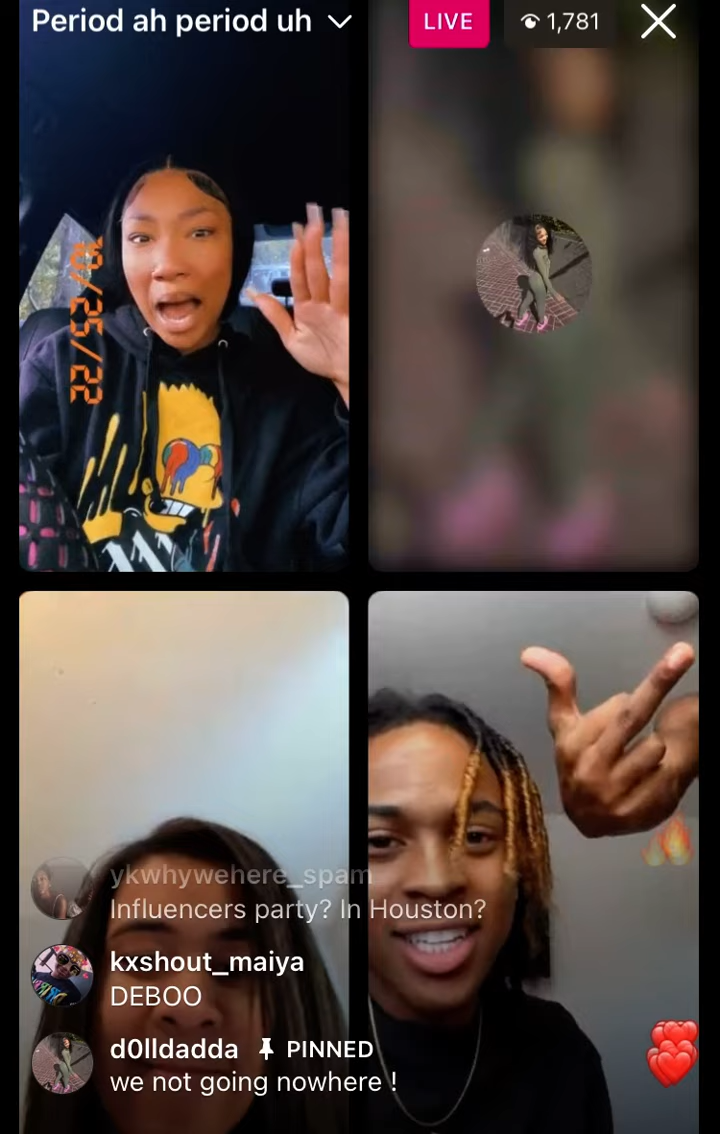 Period ah period uh
LIVE
1,781
10/25/22
ykwhywehere_spam
Influencers party? In Houston?
kxshout_maiya
DEBOO
d0lldadda PINNED
we not going nowhere !